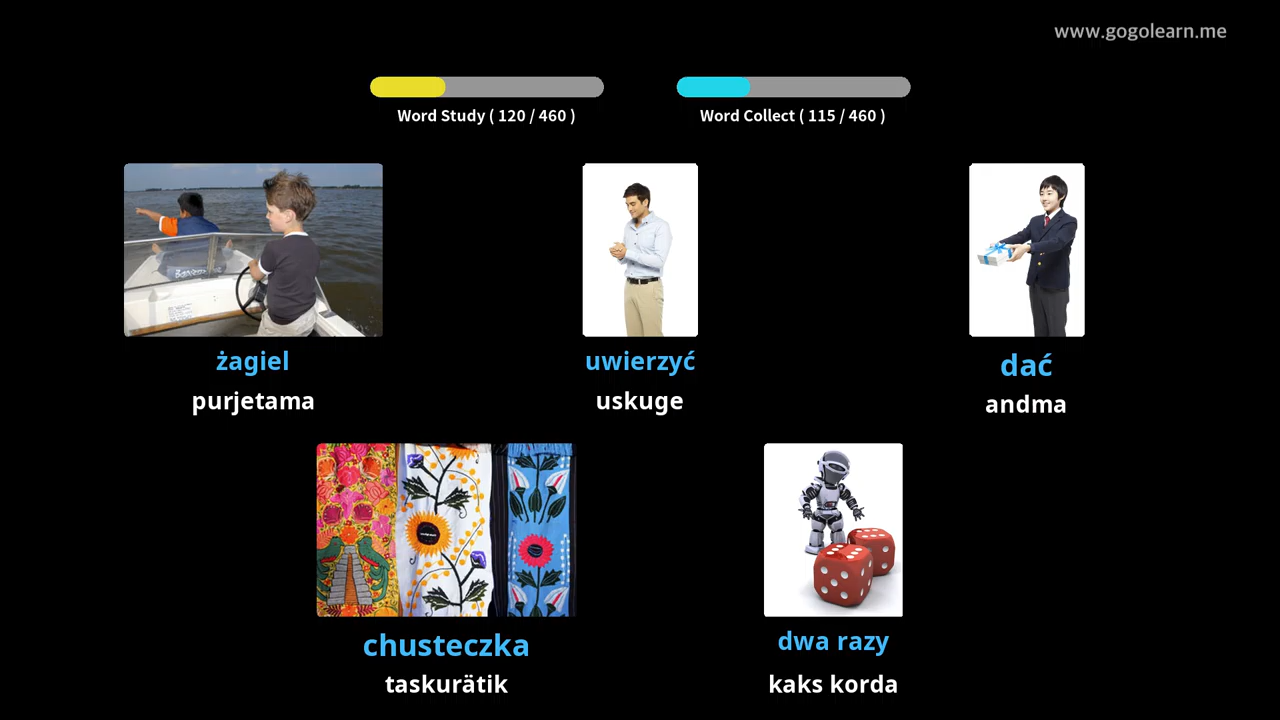 www.gogolearn.me
Word Study ( 120 / 460 )
Word Collect ( 115 / 460 )
żagiel
purjetama
uwierzyć
uskuge
dać
andma
chusteczka
taskurätik
dwa razy
kaks korda